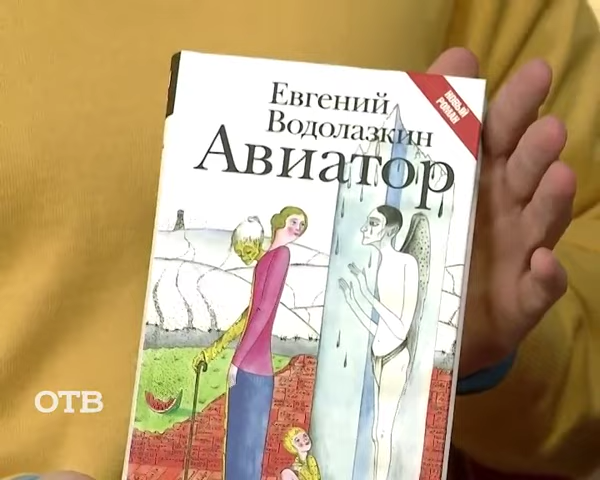 НОВЫЙ
РОМАН
Евгений
Водолазкин
Авиатор
ОТВ